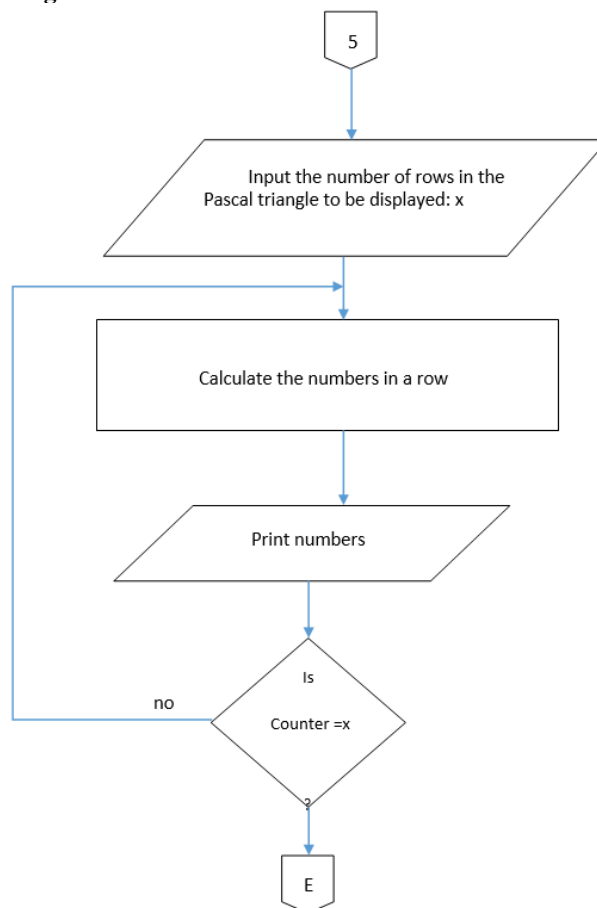 5
Input the number of rows in the
Pascal triangle to be displayed: x
Calculate the numbers in a row
Print numbers
Is
no
Counter =x
?
E